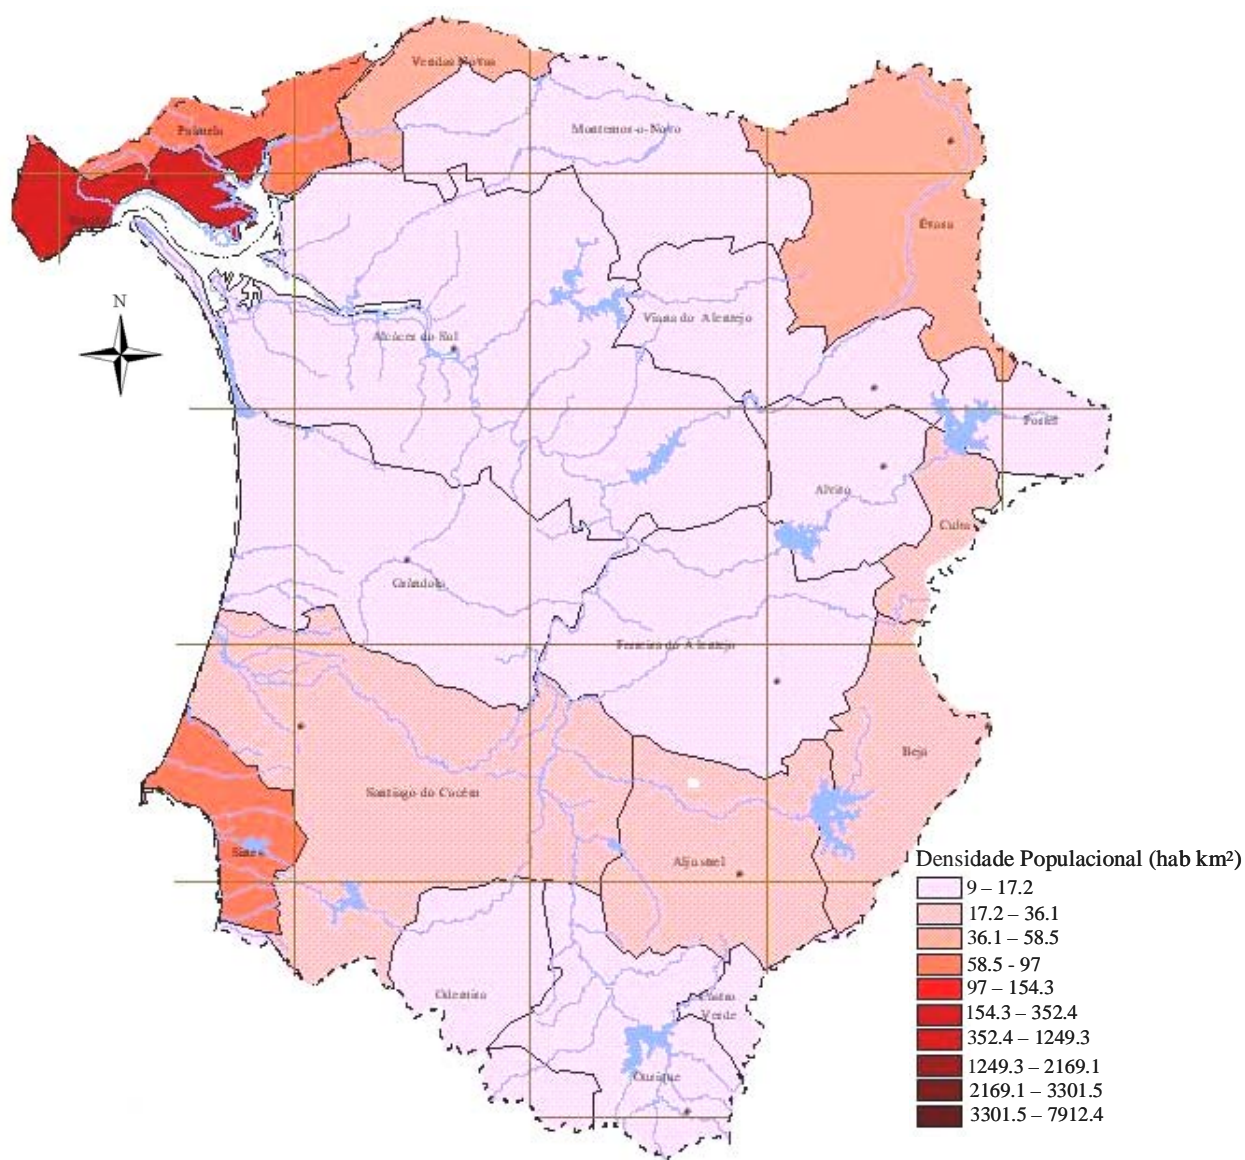 Vendas Novas
Palmela
Montemor-o-Novo
Évora
N
Viana do Alentejo
Alcácer do Sal
Portel
Alvito
Cuba
Grândola
Ferreira do Alentejo
Beja
Santiago do Cacém
Sines
Aljustrel
Densidade Populacional (hab km²)
9 – 17.2
17.2 – 36.1
36.1 – 58.5
58.5 - 97
97 – 154.3
154.3 – 352.4
352.4 – 1249.3
1249.3 – 2169.1
2169.1 – 3301.5
3301.5 – 7912.4
Odemira
Castro
Verde
Ourique